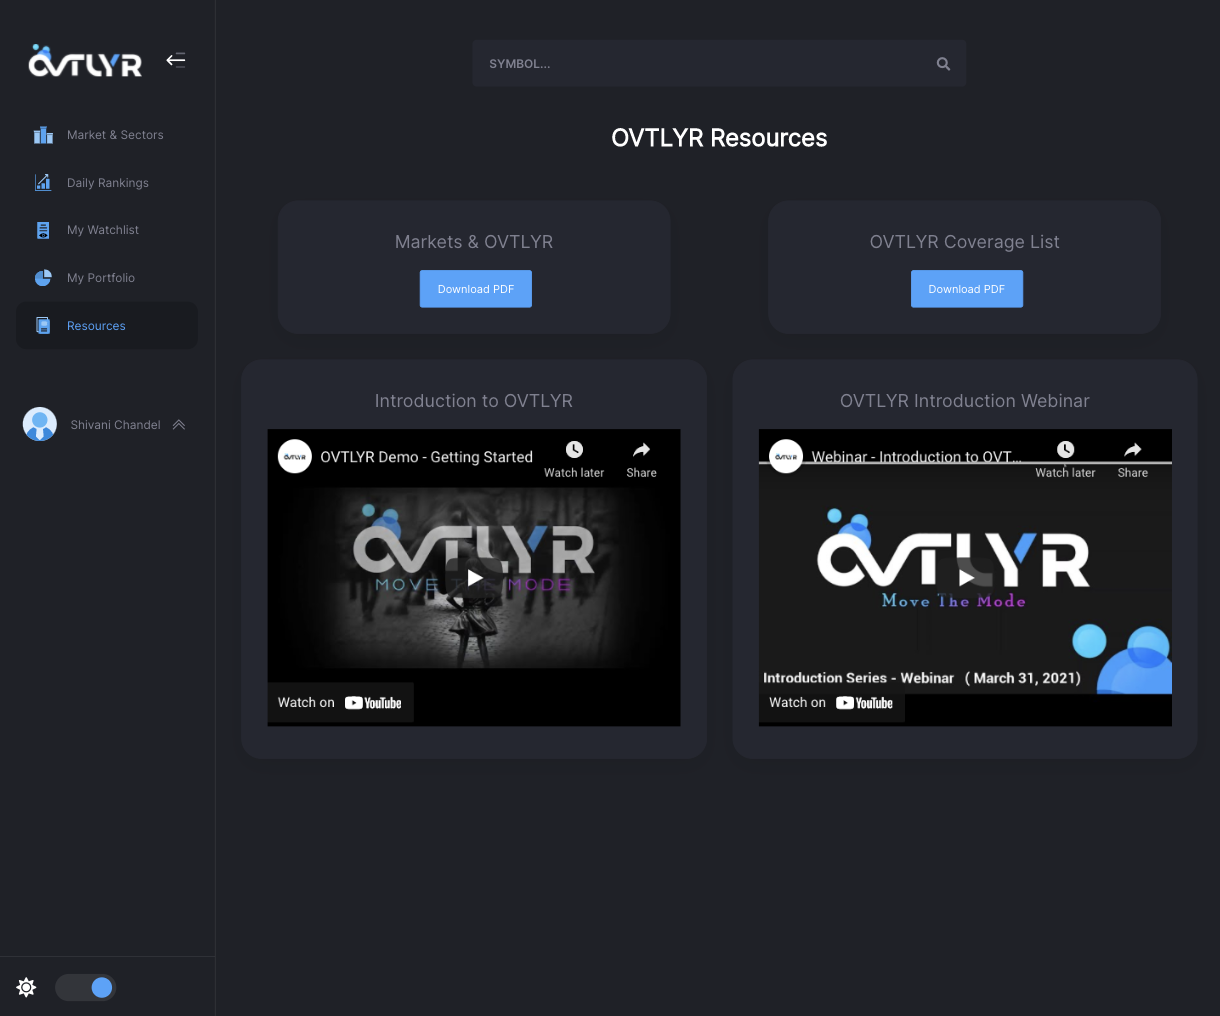 OVTLYR
SYMBOL...
OVTLYR Resources
Market & Sectors
Daily Rankings
My Watchlist
My Portfolio
Resources
Shivani Chandel
Markets & OVTLYR
Download PDF
OVTLYR Coverage List
Download PDF
Introduction to OVTLYR
OVTLYR
OVTLYR Demo - Getting Started
Watch later
Share
OVTLYR
MOVE THE MODE
Watch on YouTube
OVTLYR Introduction Webinar
OVTLYR
Webinar - Introduction to OVT...
Watch later
Share
OVTLYR
Move The Mode
Introduction Series - Webinar ( March 31, 2021)
Watch on YouTube